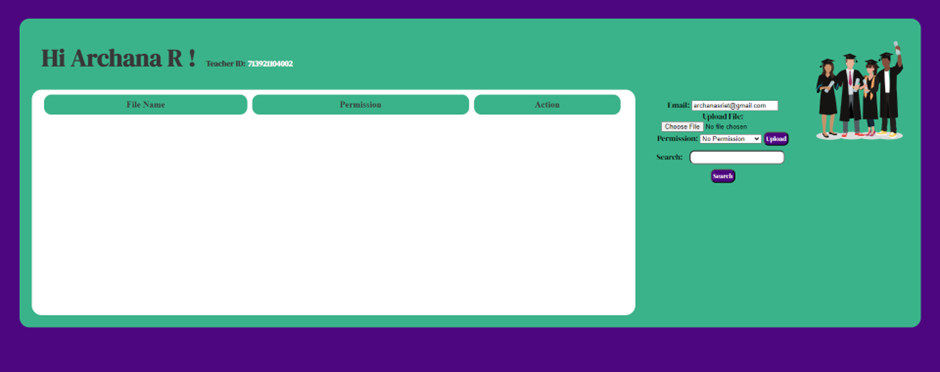 Hi Archana R ! Teacher ID: 713921104002
File Name Permission Action
Email: archanasriet@gmail.com
Upload File:
Choose File No file chosen
Permission: No Permission Upload
Search:
Search